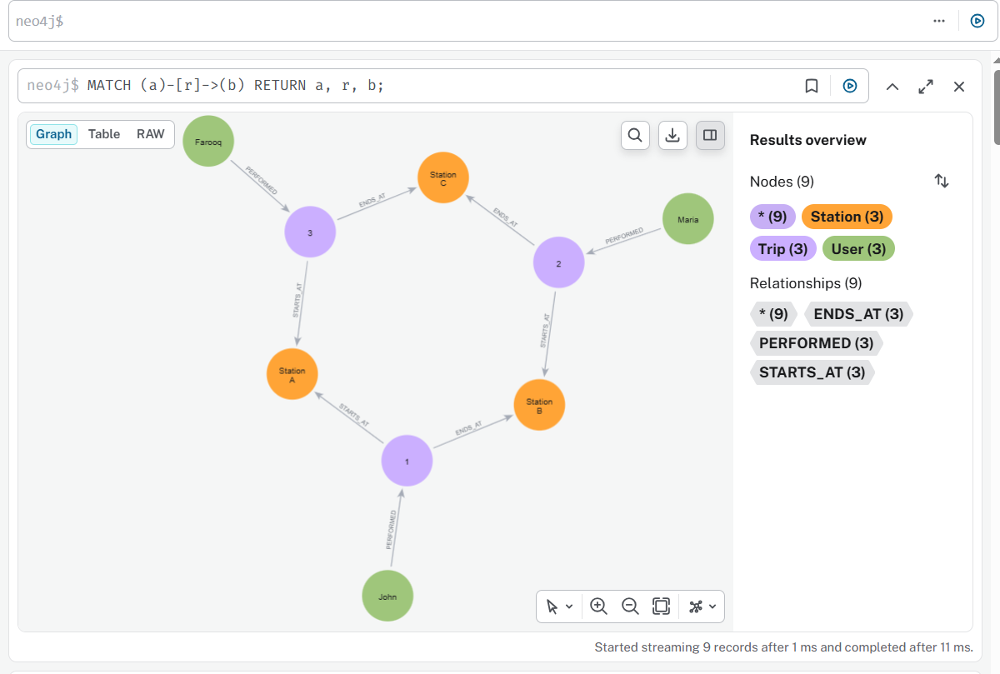 neo4j$
neo4j$ MATCH (a)-[r]->(b) RETURN a, r, b;
Graph Table RAW
Farooq
PERFORMED
3
ENDS_AT
Station
C
ENDS_AT
Maria
PERFORMED
2
STARTS_AT
STARTS_AT
Station
A
Station
B
STARTS_AT
ENDS_AT
1
PERFORMED
John
Results overview
Nodes (9)
* (9) Station (3)
Trip (3) User (3)
Relationships (9)
* (9) ENDS_AT (3)
PERFORMED (3)
STARTS_AT (3)
Started streaming 9 records after 1 ms and completed after 11 ms.